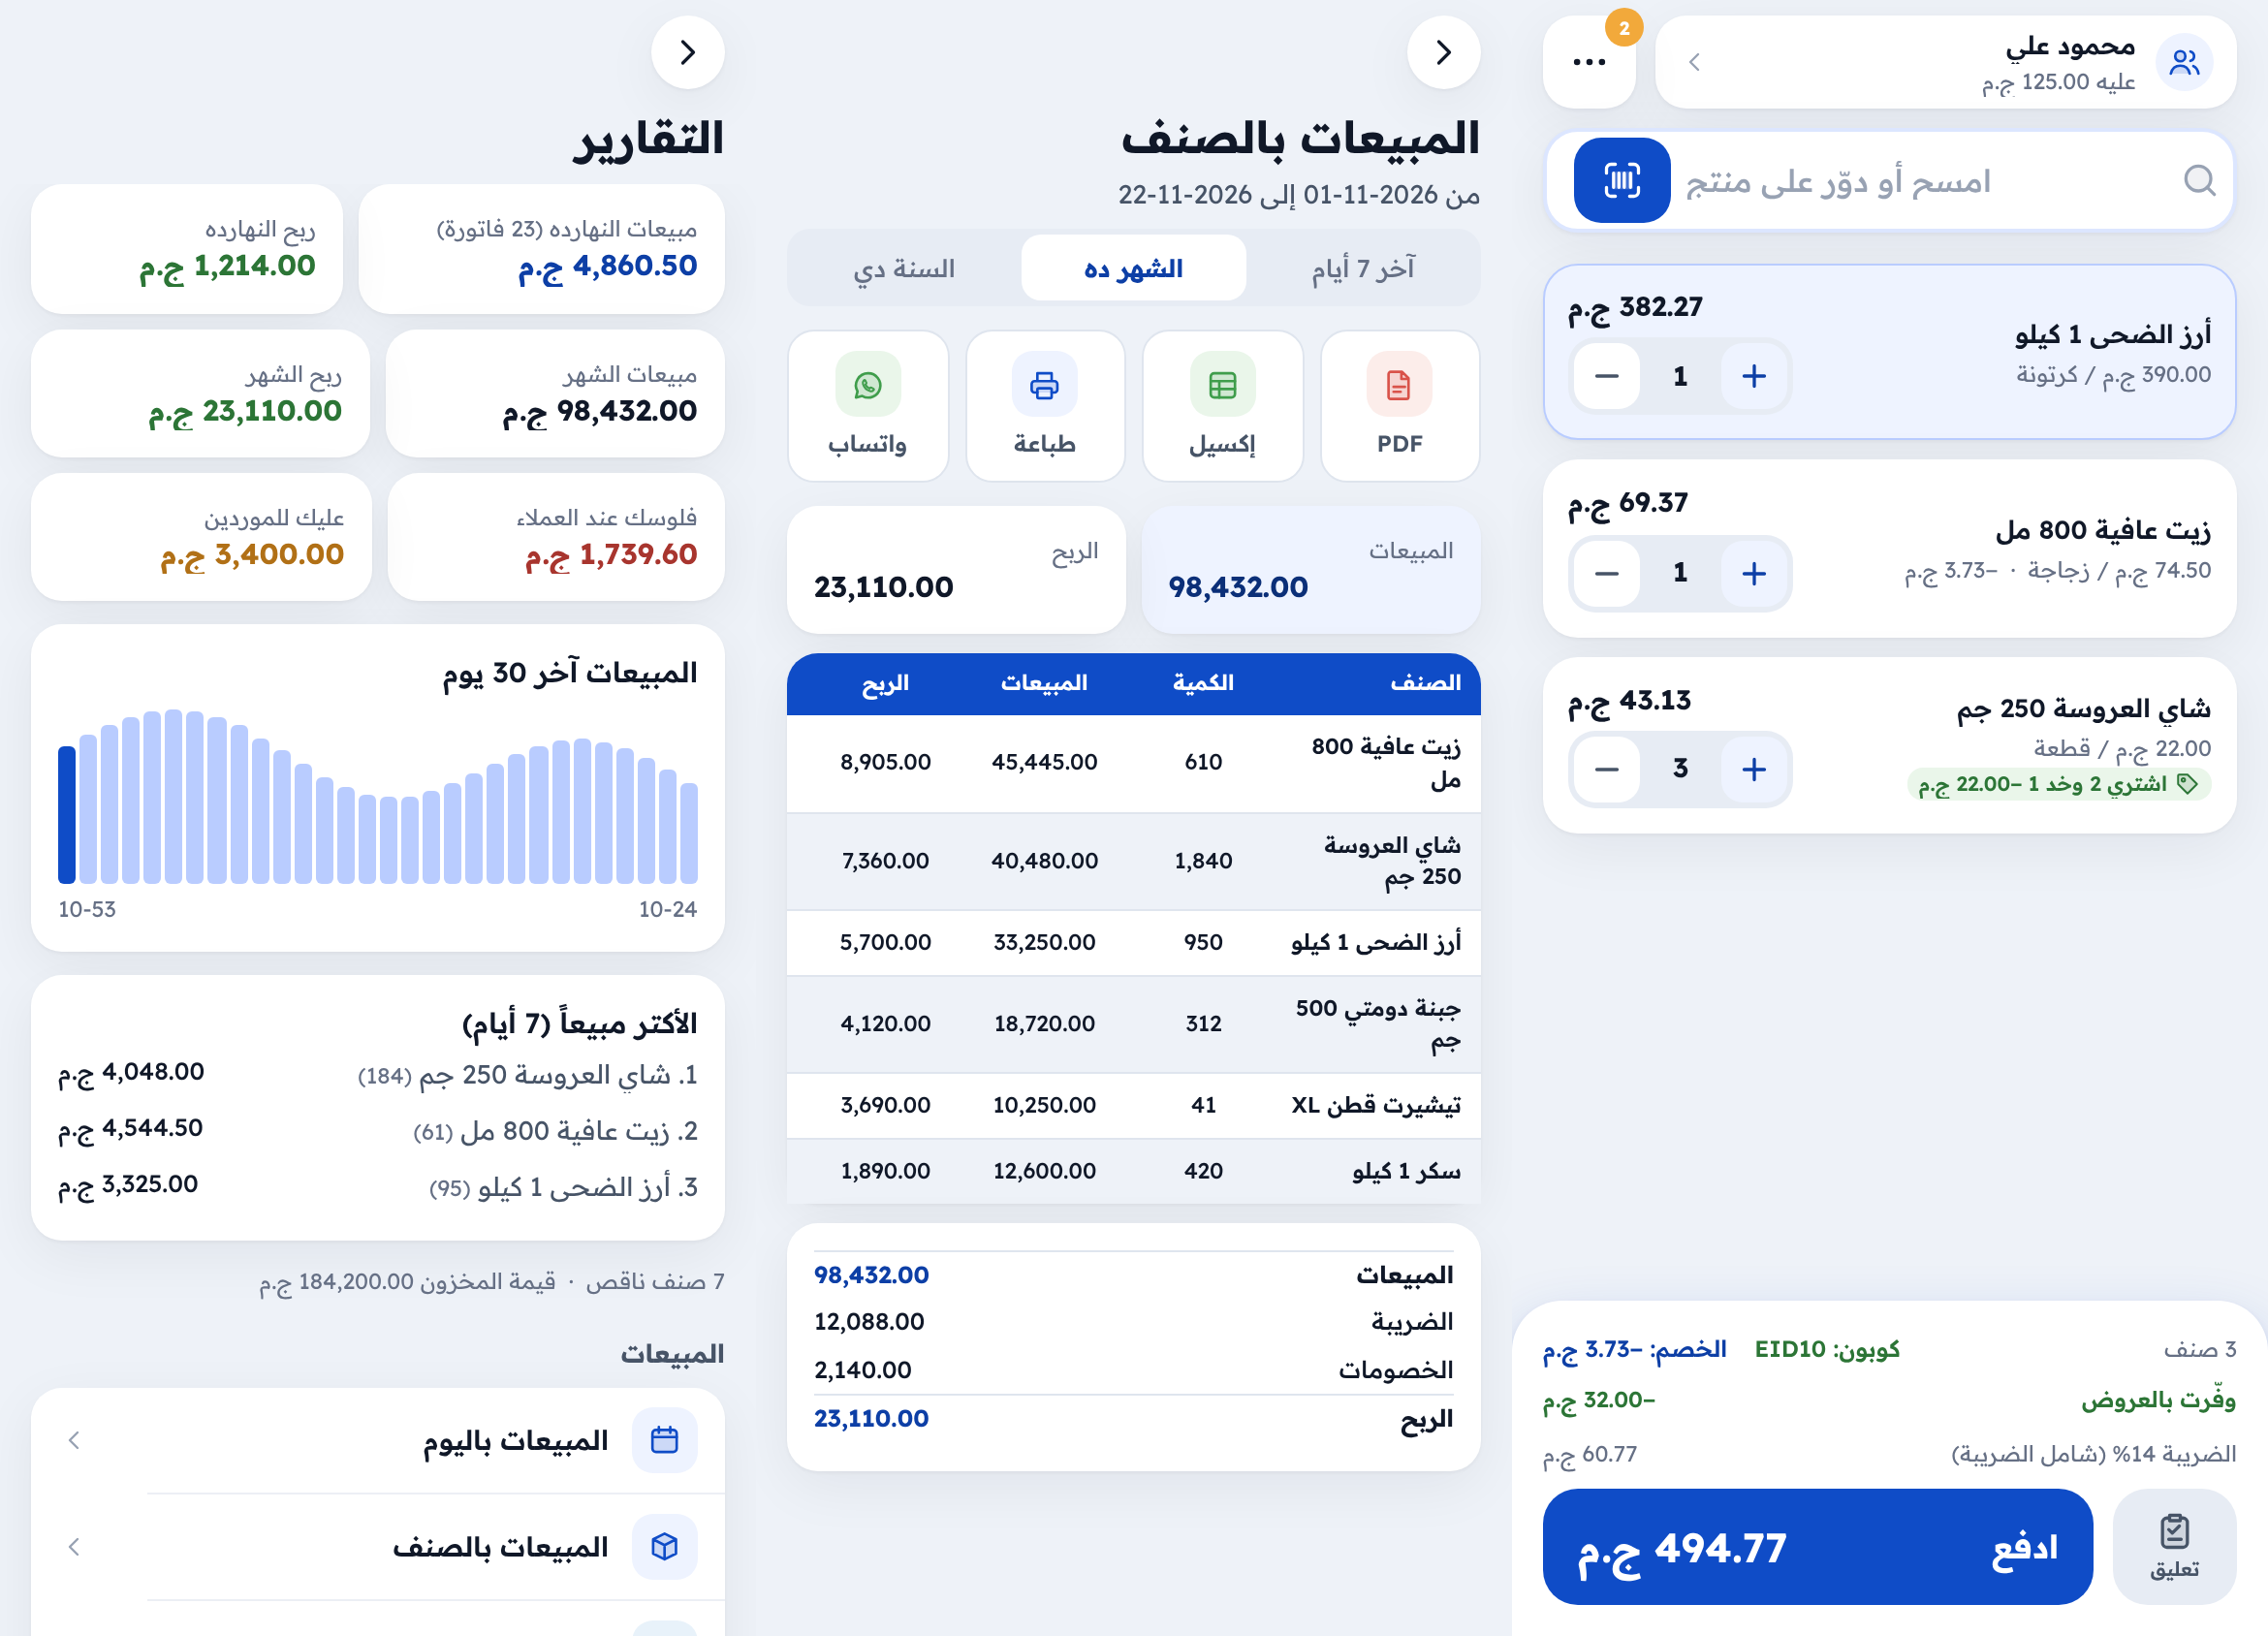 محمود علي
عليه 125.00 ج.م
2
امسح أو دوّر على منتج
أرز الضحى 1 كيلو
390.00 ج.م / كرتونة
382.27 ج.م
1
زيت عافية 800 مل
74.50 ج.م / زجاجة · −3.73 ج.م
69.37 ج.م
1
شاي العروسة 250 جم
22.00 ج.م / قطعة
اشتري 2 وخد 1 −22.00 ج.م
43.13 ج.م
3
3 صنف
كوبون: EID10
الخصم: −3.73 ج.م
وفّرت بالعروض
−32.00 ج.م
الضريبة 14% (شامل الضريبة)
60.77 ج.م
تعليق
ادفع
494.77 ج.م
المبيعات بالصنف
من 2026-11-01 إلى 2026-11-22
آخر 7 أيام
الشهر ده
السنة دي
PDF
إكسيل
طباعة
واتساب
المبيعات
98,432.00
الربح
23,110.00
الصنف الكمية المبيعات الربح
زيت عافية 800
مل
610 45,445.00 8,905.00
شاي العروسة
250 جم
1,840 40,480.00 7,360.00
أرز الضحى 1 كيلو 950 33,250.00 5,700.00
جبنة دومتي 500
جم
312 18,720.00 4,120.00
تيشيرت قطن XL 41 10,250.00 3,690.00
سكر 1 كيلو 420 12,600.00 1,890.00
المبيعات 98,432.00
الضريبة 12,088.00
الخصومات 2,140.00
الربح 23,110.00
التقارير
مبيعات النهارده (23 فاتورة)
4,860.50 ج.م
ربح النهارده
1,214.00 ج.م
مبيعات الشهر
98,432.00 ج.م
ربح الشهر
23,110.00 ج.م
فلوسك عند العملاء
1,739.60 ج.م
عليك للموردين
3,400.00 ج.م
المبيعات آخر 30 يوم
10-24
10-53
الأكتر مبيعاً (7 أيام)
1. شاي العروسة 250 جم (184) 4,048.00 ج.م
2. زيت عافية 800 مل (61) 4,544.50 ج.م
3. أرز الضحى 1 كيلو (95) 3,325.00 ج.م
7 صنف ناقص · قيمة المخزون 184,200.00 ج.م
المبيعات
المبيعات باليوم
المبيعات بالصنف